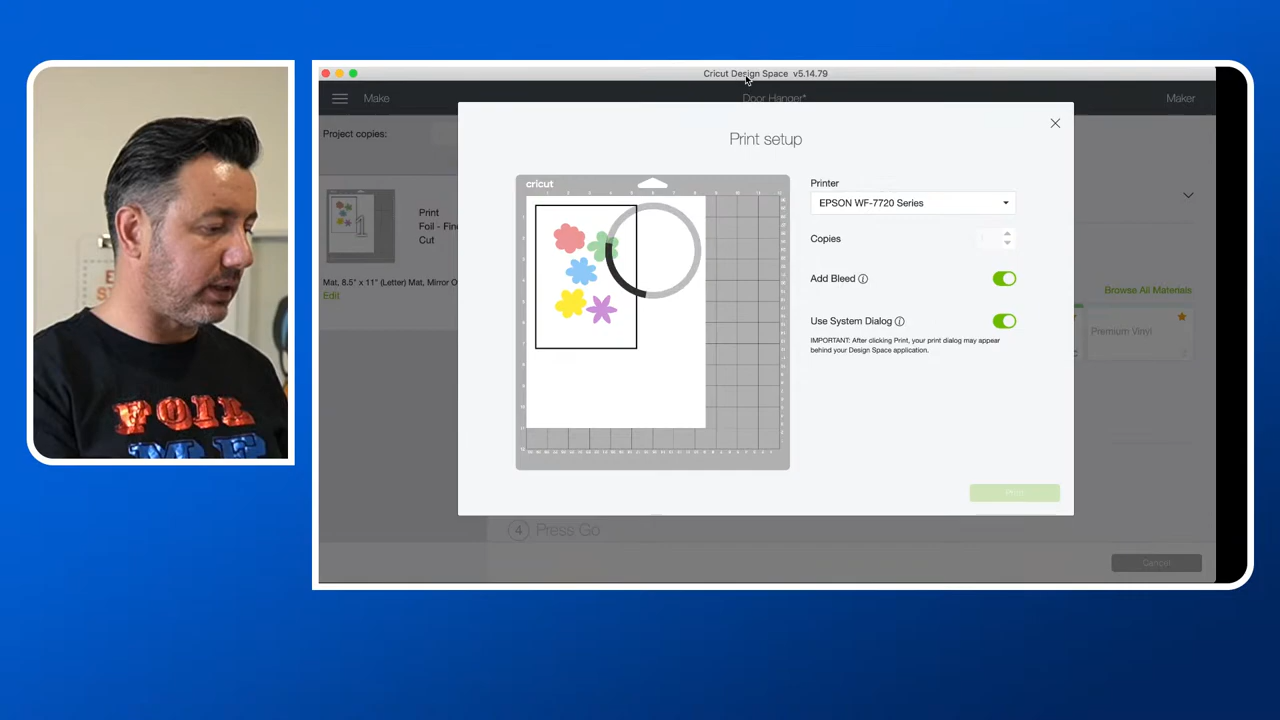 Cricut Design Space v5.14.79
Make
Door Hanger*
Maker
Project copies:
Print setup
cricut
Printer
EPSON WF-7720 Series
Copies
Add Bleed
Use System Dialog
IMPORTANT: After clicking Print, your print dialog may appear
behind your Design Space application.
Print
Foil - Fin
Cut
Mat, 8.5" x 11" (Letter) Mat, Mirror O
Edit
Browse All Materials
Premium Vinyl
Print
4 Press Go
Cancel
FOIL
ME